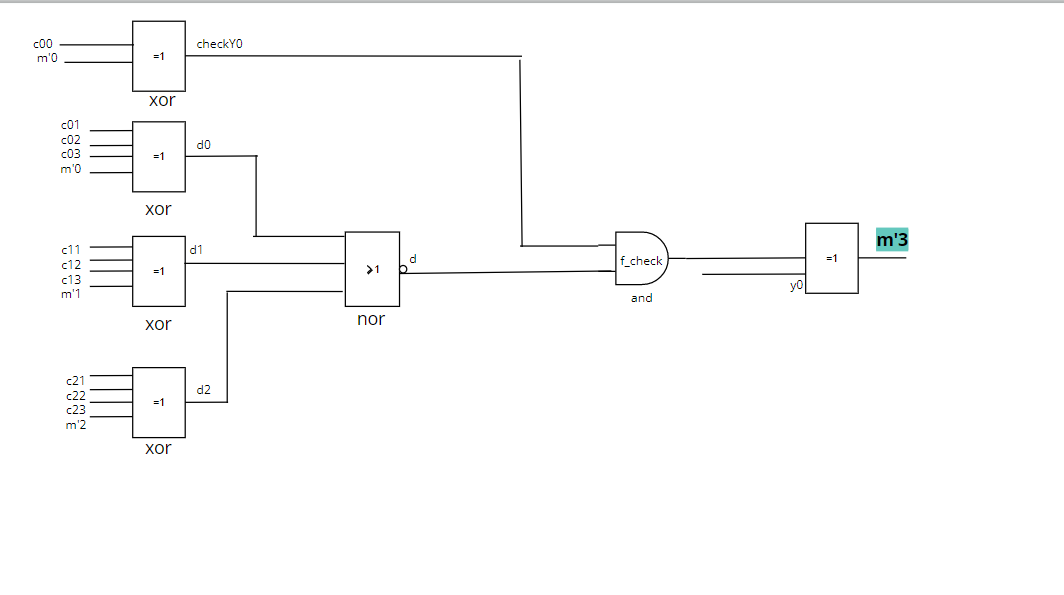 c00
m'0
=1
checkY0
xor
c01
c02
c03
m'0
=1
d0
xor
c11
c12
c13
m'1
=1
d1
xor
>1
d
nor
f_check
and
=1
y0
m'3
c21
c22
c23
m'2
=1
d2
xor